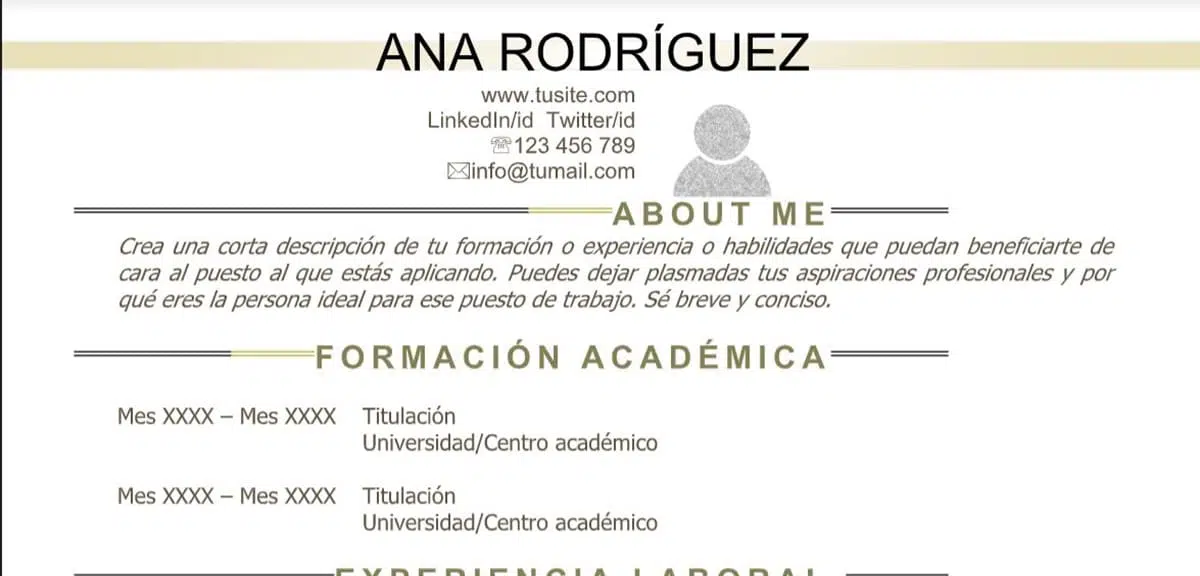 ANA RODRÍGUEZ
www.tusite.com
LinkedIn/id Twitter/id
☏123 456 789
✉info@tumail.com
ABOUT ME
Crea una corta descripción de tu formación o experiencia o habilidades que puedan beneficiarte de
cara al puesto al que estás aplicando. Puedes dejar plasmadas tus aspiraciones profesionales y por
qué eres la persona ideal para ese puesto de trabajo. Sé breve y conciso.
FORMACIÓN ACADÉMICA
Mes XXXX – Mes XXXX Titulación
Universidad/Centro académico
Mes XXXX – Mes XXXX Titulación
Universidad/Centro académico
EXPERIENCIA LABORAL